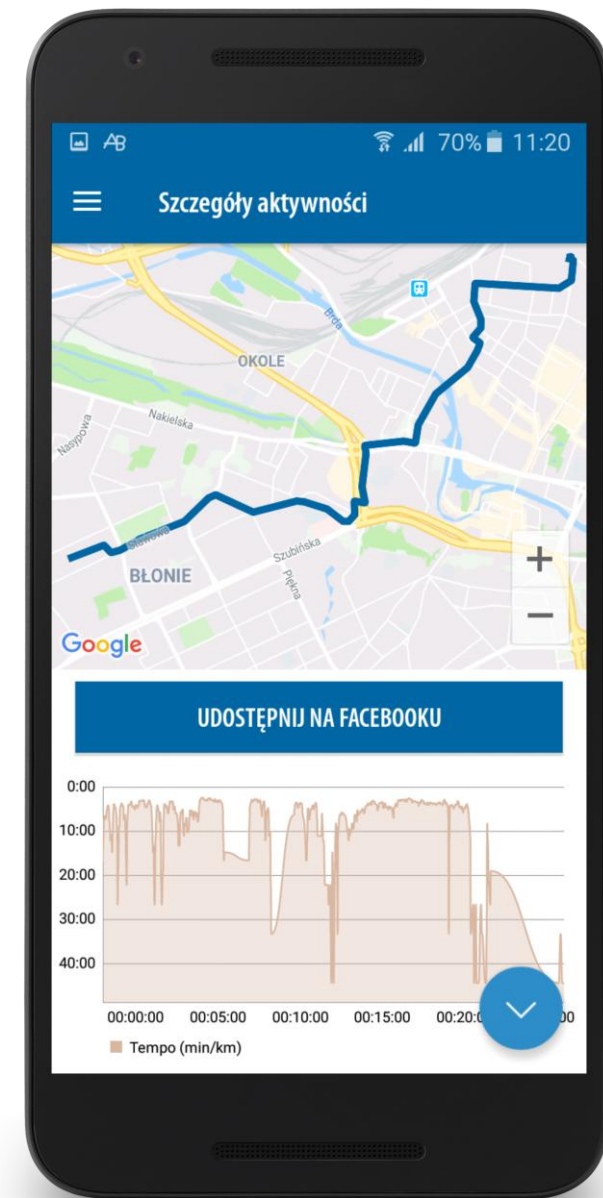 AB 70% 11:20
Szczegóły aktywności
Brda
OKOLE
Nakielska
Nasypowa
Szubińska
BŁONIE
Piękna
+
−
Google
UDOSTĘPNIJ NA FACEBOOKU
0:00
10:00
20:00
30:00
40:00
00:00:00 00:05:00 00:10:00 00:15:00
Tempo (min/km)